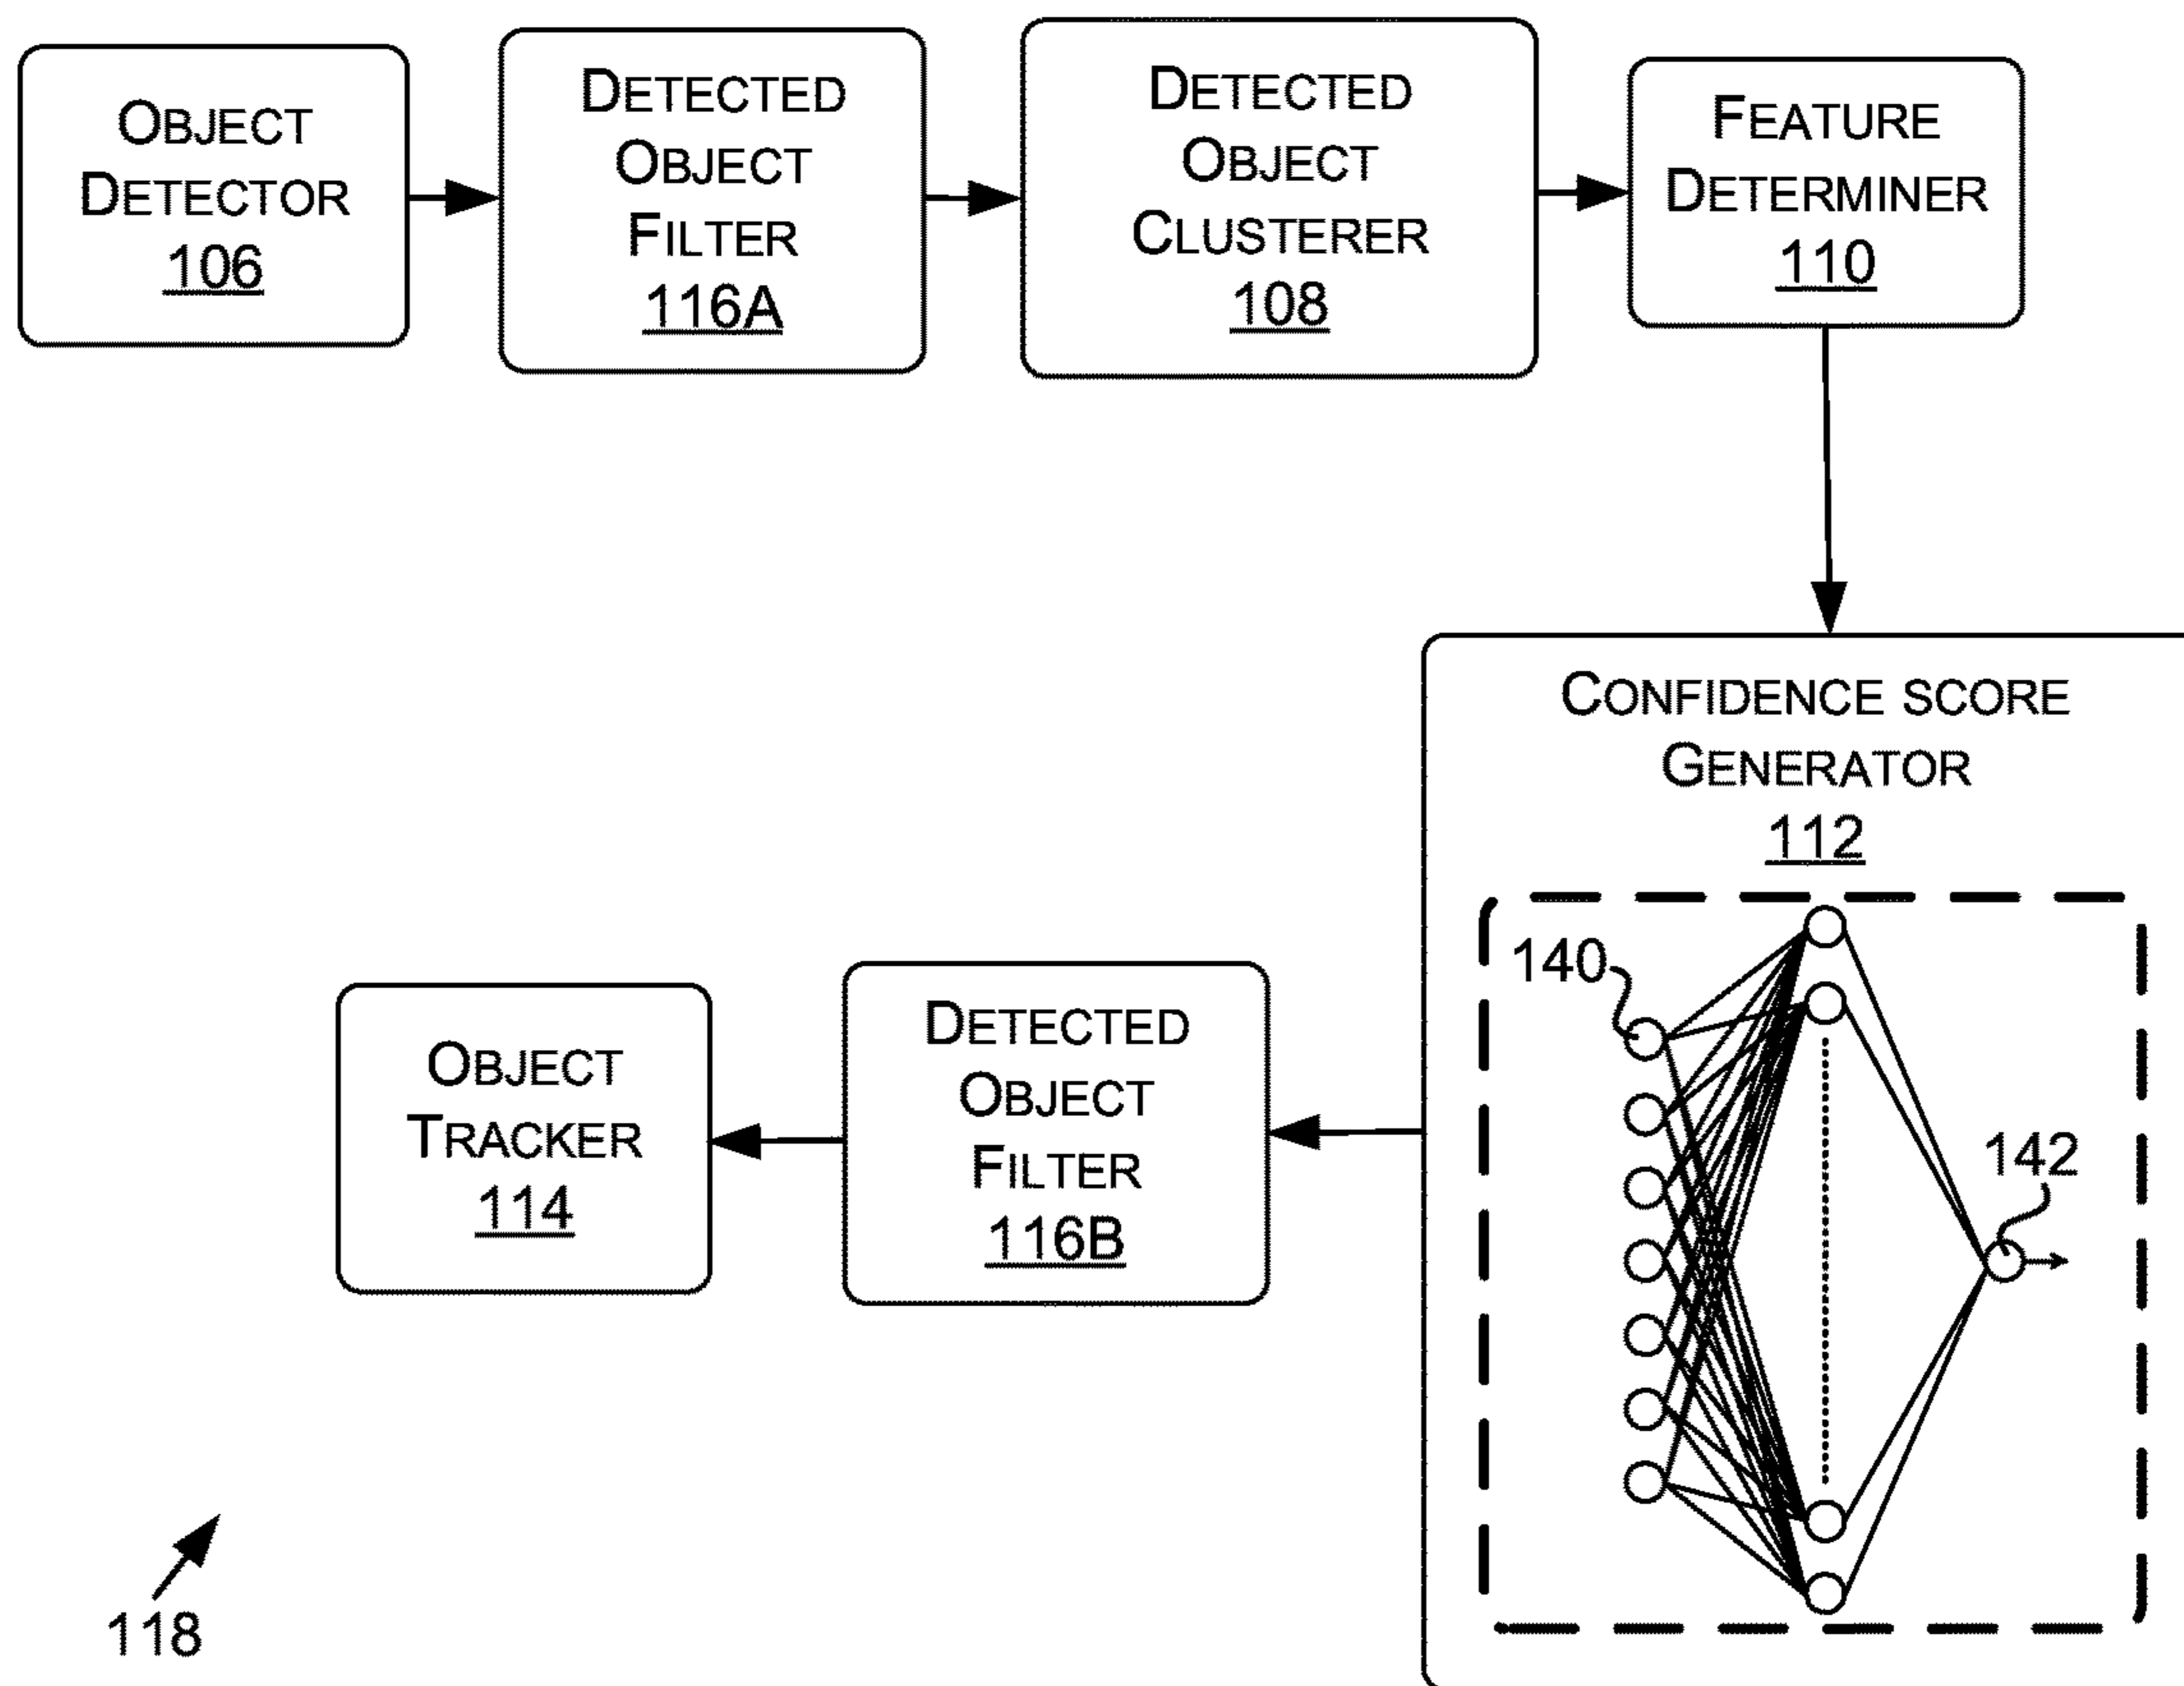 OBJECT
DETECTOR
106
DETECTED
OBJECT
FILTER
116A
DETECTED
OBJECT
CLUSTERER
108
FEATURE
DETERMINER
110
CONFIDENCE SCORE
GENERATOR
112
140
142
DETECTED
OBJECT
FILTER
116B
OBJECT
TRACKER
114
118